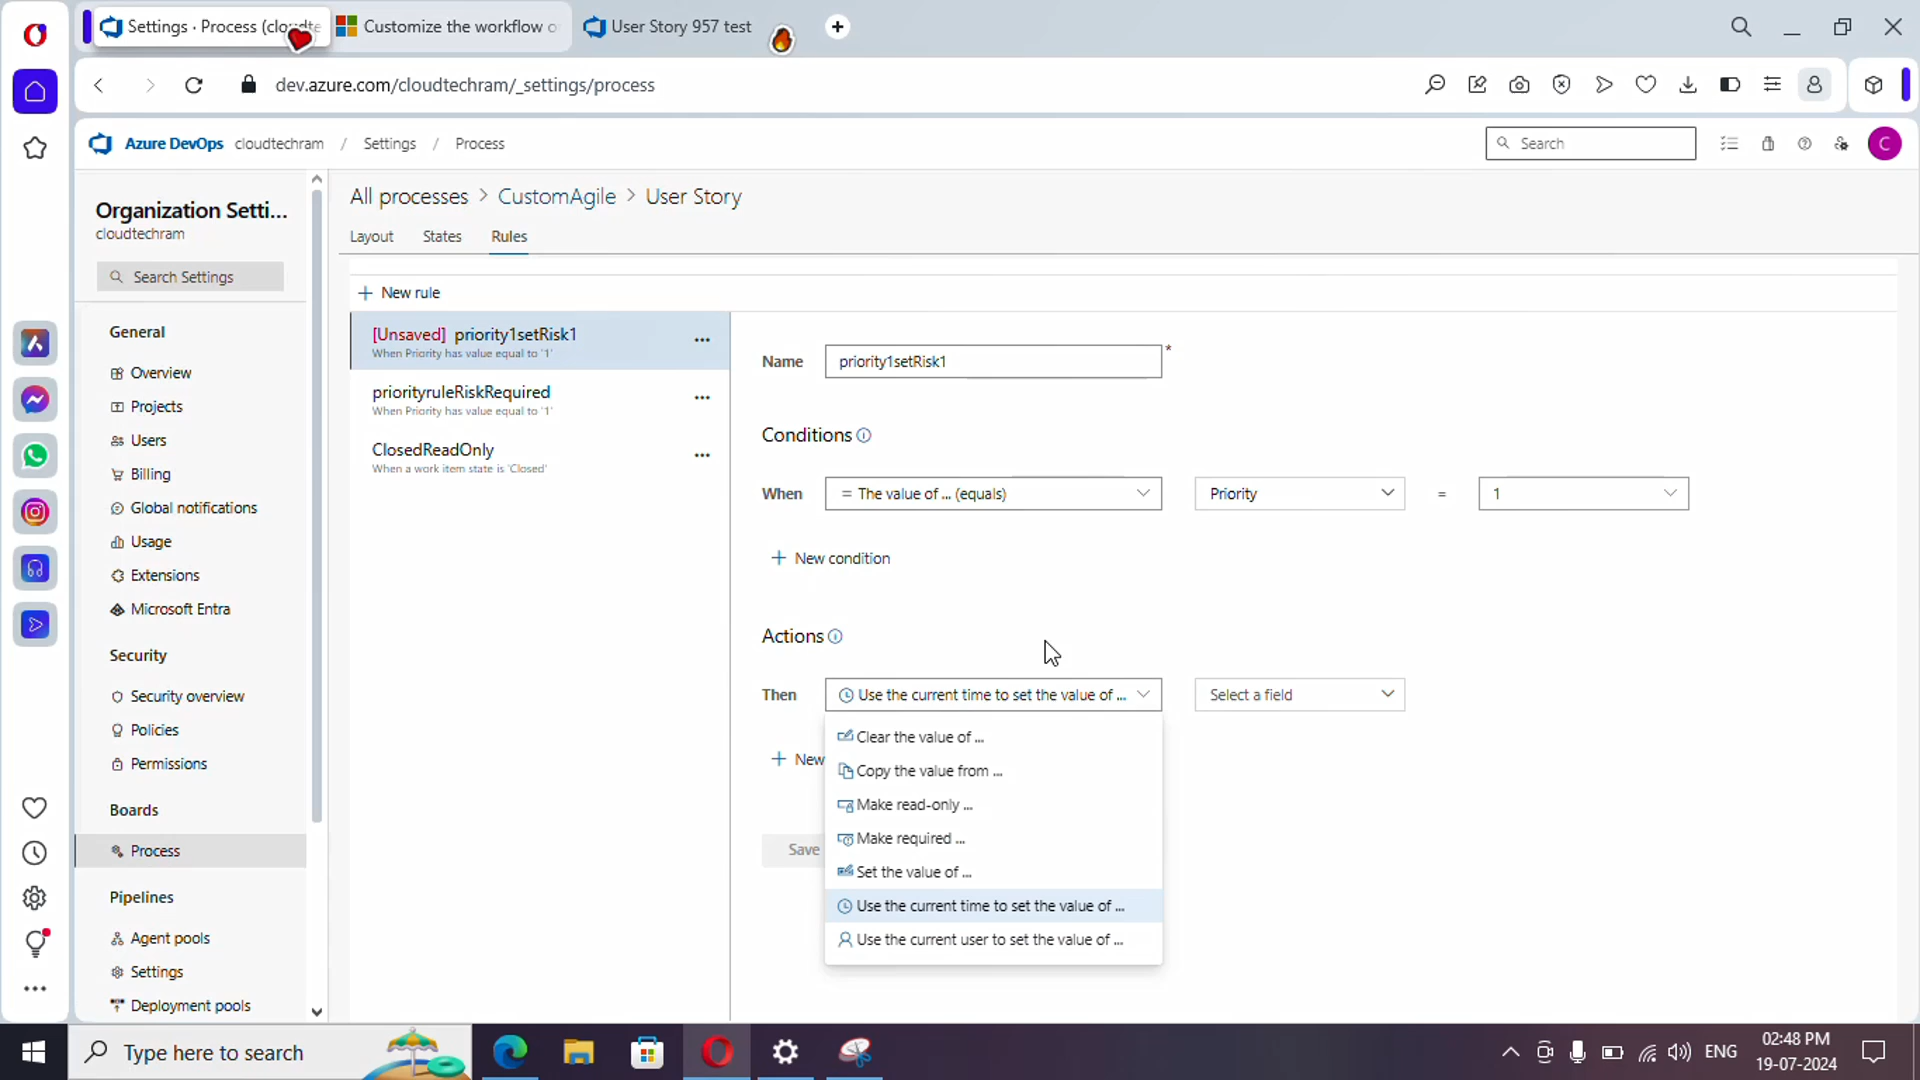 Settings · Process (cloudte
Customize the workflow o
User Story 957 test
dev.azure.com/cloudtechram/_settings/process
Azure DevOps cloudtechram / Settings / Process
Search
C
Organization Setti...
cloudtechram
Search Settings
General
Overview
Projects
Users
Billing
Global notifications
Usage
Extensions
Microsoft Entra
Security
Security overview
Policies
Permissions
Boards
Process
Pipelines
Agent pools
Settings
Deployment pools
All processes > CustomAgile > User Story
Layout States Rules
+ New rule
[Unsaved] priority1setRisk1
When Priority has value equal to '1'
priorityruleRiskRequired
When Priority has value equal to '1'
ClosedReadOnly
When a work item state is 'Closed'
Name priority1setRisk1 *
Conditions
When = The value of ... (equals) Priority = 1
+ New condition
Actions
Then Use the current time to set the value of ... Select a field
+ New
Clear the value of ...
Copy the value from ...
Make read-only ...
Make required ...
Set the value of ...
Use the current time to set the value of ...
Use the current user to set the value of ...
Save
Type here to search
ENG
02:48 PM
19-07-2024